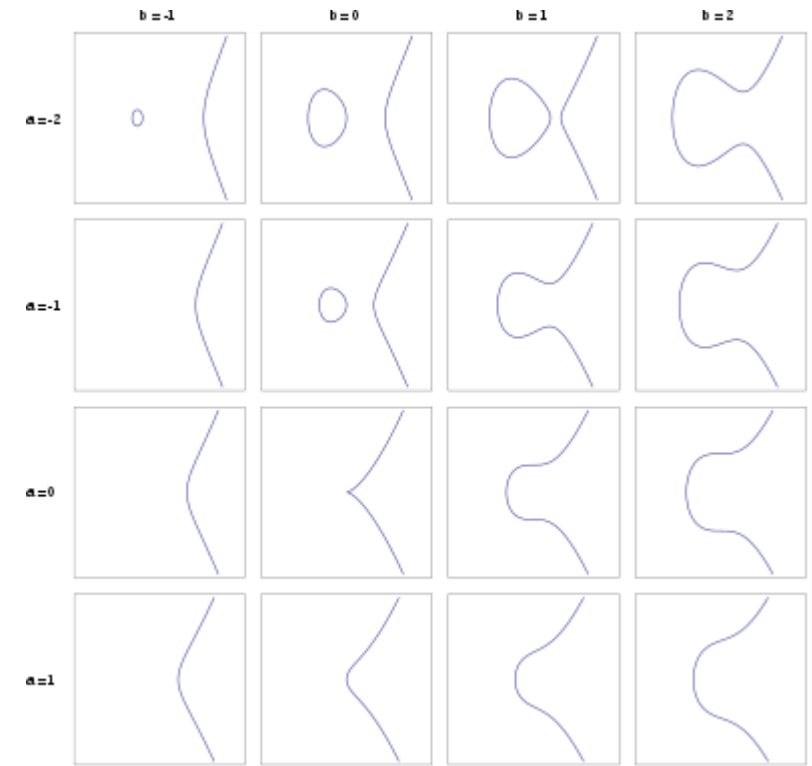 b = -1 b = 0 b = 1 b = 2
a = -2
a = -1
a = 0
a = 1